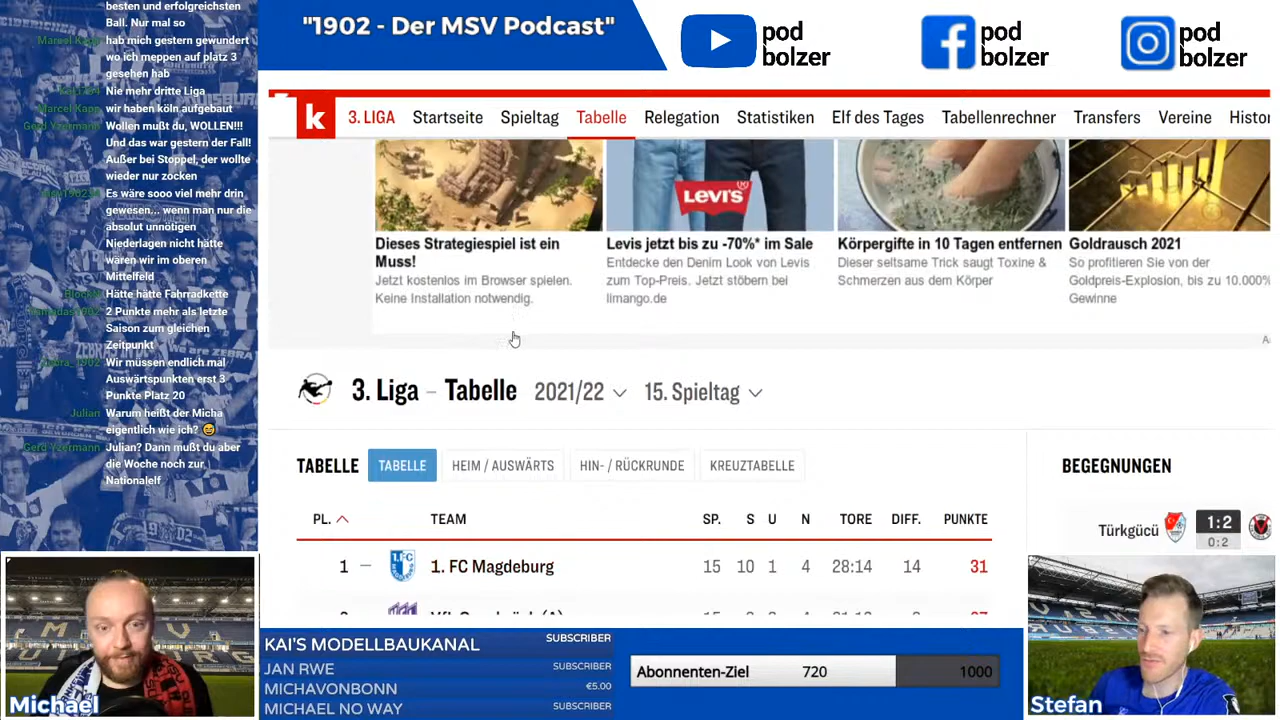 besten und erfolgreichsten
Ball. Nur mal so
Marcel Kapp hab mich gestern gewundert
wo ich meppen auf platz 3
gesehen hab
Nie mehr dritte Liga
Marcel Kapp wir haben köln aufgebaut
Gerd Yzermann Wollen mußt du, WOLLEN!!!
Und das war gestern der Fall!
Außer bei Stoppel, der wollte
wieder nur zocken
Es wäre sooo viel mehr drin
gewesen... wenn man nur die
absolut unnötigen
Niederlagen nicht hätte
wären wir im oberen
Mittelfeld
Hätte hätte Fahrradkette
2 Punkte mehr als letzte
Saison zum gleichen
Zeitpunkt
Zebra_1902 Wir müssen endlich mal
Auswärtspunkten erst 3
Punkte Platz 20
Julian Warum heißt der Micha
eigentlich wie ich?
Gerd Yzermann Julian? Dann mußt du aber
die Woche noch zur
Nationalelf
"1902 - Der MSV Podcast"
pod
bolzer
pod
bolzer
pod
bolzer
k 3. LIGA Startseite Spieltag Tabelle Relegation Statistiken Elf des Tages Tabellenrechner Transfers Vereine Histor
LEVI'S
Dieses Strategiespiel ist ein
Muss!
Jetzt kostenlos im Browser spielen.
Keine Installation notwendig.
Levis jetzt bis zu -70%* im Sale
Entdecke den Denim Look von Levis
zum Top-Preis. Jetzt stöbern bei
limango.de
Körpergifte in 10 Tagen entfernen
Dieser seltsame Trick saugt Toxine &
Schmerzen aus dem Körper
Goldrausch 2021
So profitieren Sie von der
Goldpreis-Explosion, bis zu 10.000%
Gewinne
3. Liga – Tabelle 2021/22 15. Spieltag
TABELLE TABELLE HEIM / AUSWÄRTS HIN- / RÜCKRUNDE KREUZTABELLE
PL. TEAM SP. S U N TORE DIFF. PUNKTE
1 – 1. FC Magdeburg 15 10 1 4 28:14 14 31
BEGEGNUNGEN
Türkgücü 1:2
0:2
Michael
KAI'S MODELLBAUKANAL SUBSCRIBER
JAN RWE SUBSCRIBER
MICHAVONBONN €5.00
MICHAEL NO WAY SUBSCRIBER
Abonnenten-Ziel 720 1000
Stefan